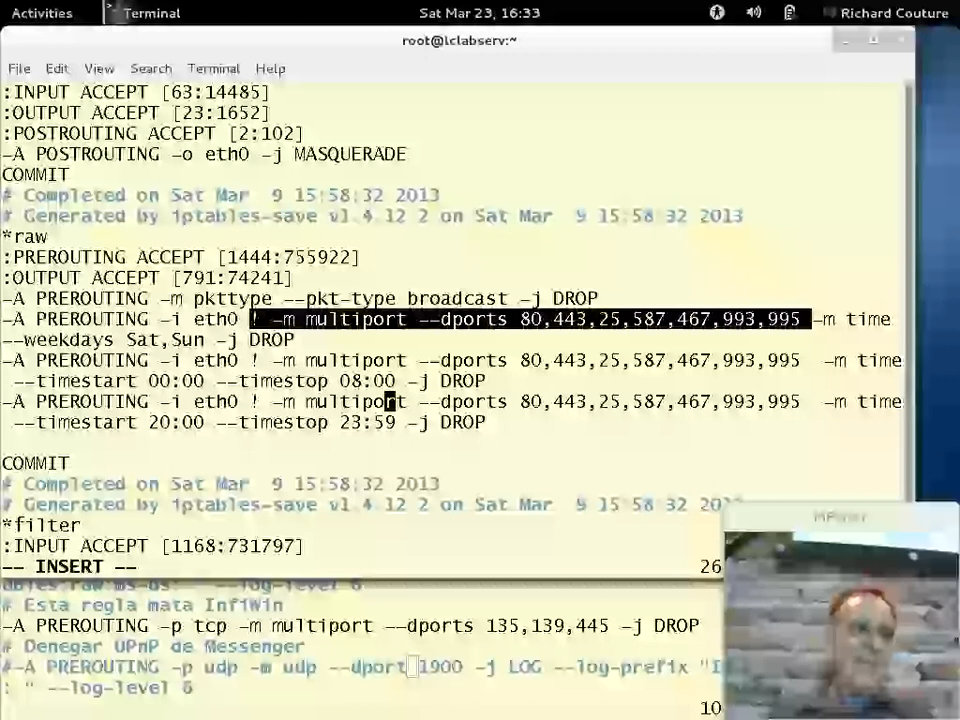 Activities Terminal Sat Mar 23, 16:33 Richard Couture
root@lclabserv:~
File Edit View Search Terminal Help
:INPUT ACCEPT [63:14485]
:OUTPUT ACCEPT [23:1652]
:POSTROUTING ACCEPT [2:102]
-A POSTROUTING -o eth0 -j MASQUERADE
COMMIT
# Completed on Sat Mar  9 15:58:32 2013
# Generated by iptables-save v1.4.12.2 on Sat Mar  9 15:58:32 2013
*raw
:PREROUTING ACCEPT [1444:755922]
:OUTPUT ACCEPT [791:74241]
-A PREROUTING -m pkttype --pkt-type broadcast -j DROP
-A PREROUTING -i eth0 ! -m multiport --dports 80,443,25,587,467,993,995 -m time
--weekdays Sat,Sun -j DROP
-A PREROUTING -i eth0 ! -m multiport --dports 80,443,25,587,467,993,995  -m time
--timestart 00:00 --timestop 08:00 -j DROP
-A PREROUTING -i eth0 ! -m multiport --dports 80,443,25,587,467,993,995  -m time
--timestart 20:00 --timestop 23:59 -j DROP
COMMIT
# Completed on Sat Mar  9 15:58:32 2013
# Generated by iptables-save v1.4.12.2 on Sat Mar  9 15:58:32
*filter
:INPUT ACCEPT [1168:731797]
-- INSERT -- 26
# Esta regla mata InfiWin
-A PREROUTING -p tcp -m multiport --dports 135,139,445 -j DROP
# Denegar UPnP de Messenger
#-A PREROUTING -p udp -m udp --dport 1900 -j LOG --log-prefix
: " --log-level 6
10